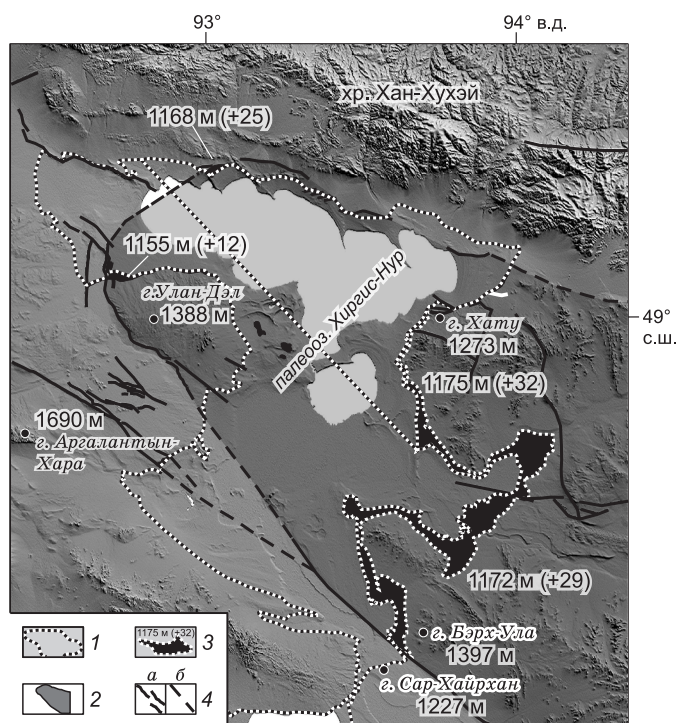 93°
94° в.д.
хр. Хан-Хухэй
1168 м (+25)
1155 м (+12)
г.Улан-Дэл
1388 м
палеооз. Хиргис-Нур
49°
с.ш.
г. Хату
1273 м
1175 м (+32)
1690 м
г. Аргалантын-
Хара
1172 м (+29)
г. Бэрх-Ула
1397 м
г. Сар-Хайрхан
1227 м
1
1175 м (+32)
3
2
а б
4